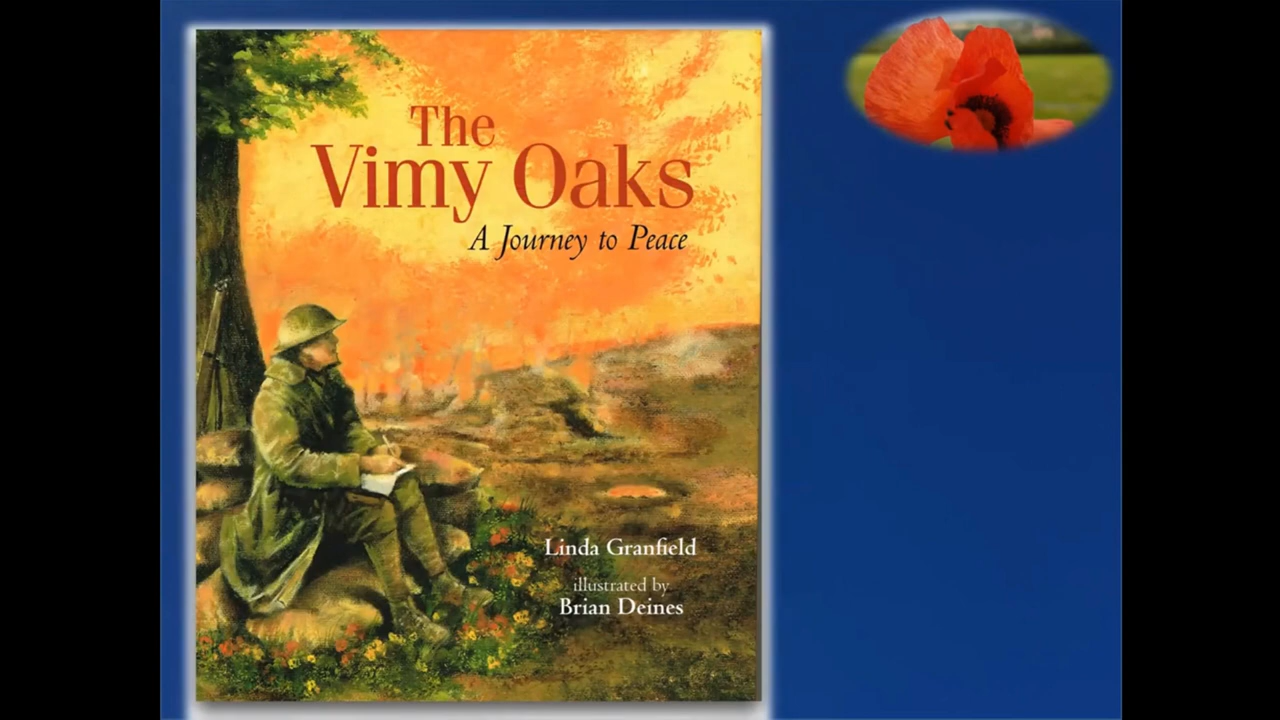 The
Vimy Oaks
A Journey to Peace
Linda Granfield
illustrated by
Brian Deines